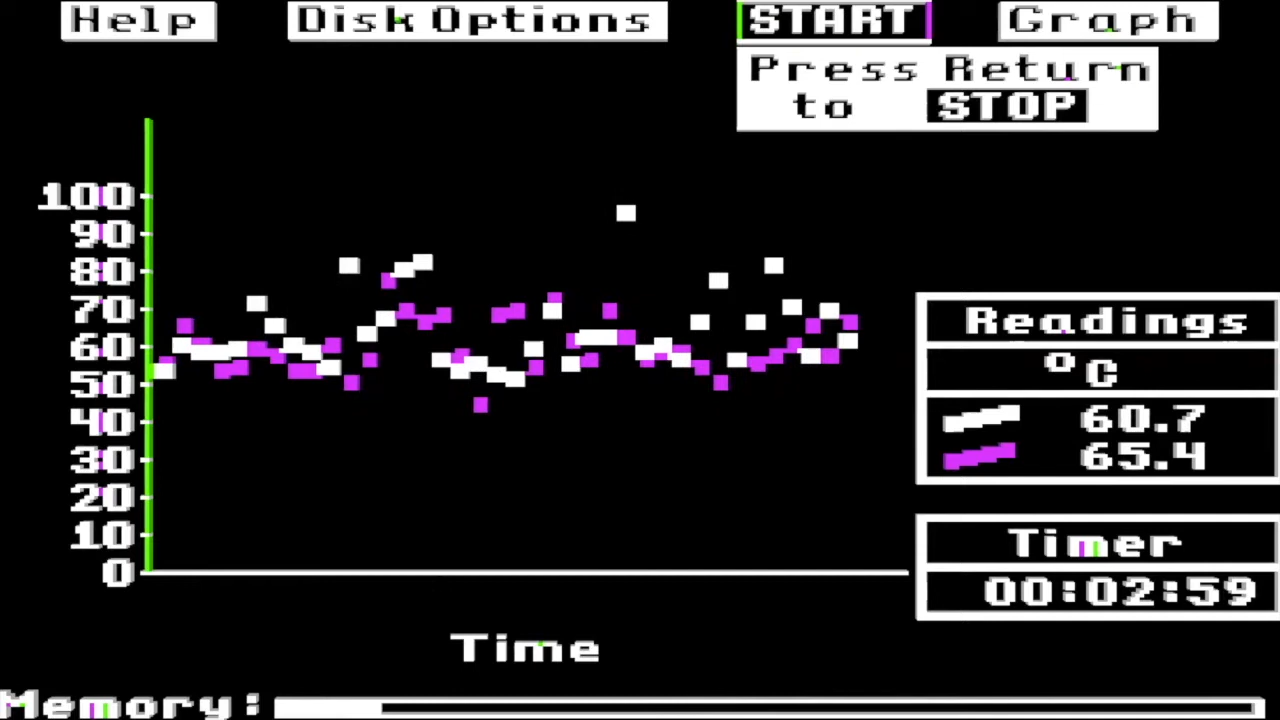 Help Disk Options START Graph
Press Return
to STOP
100
90
80
70
60
50
40
30
20
10
0
Readings
°C
60.7
65.4
Timer
00:02:59
Time
Memory: